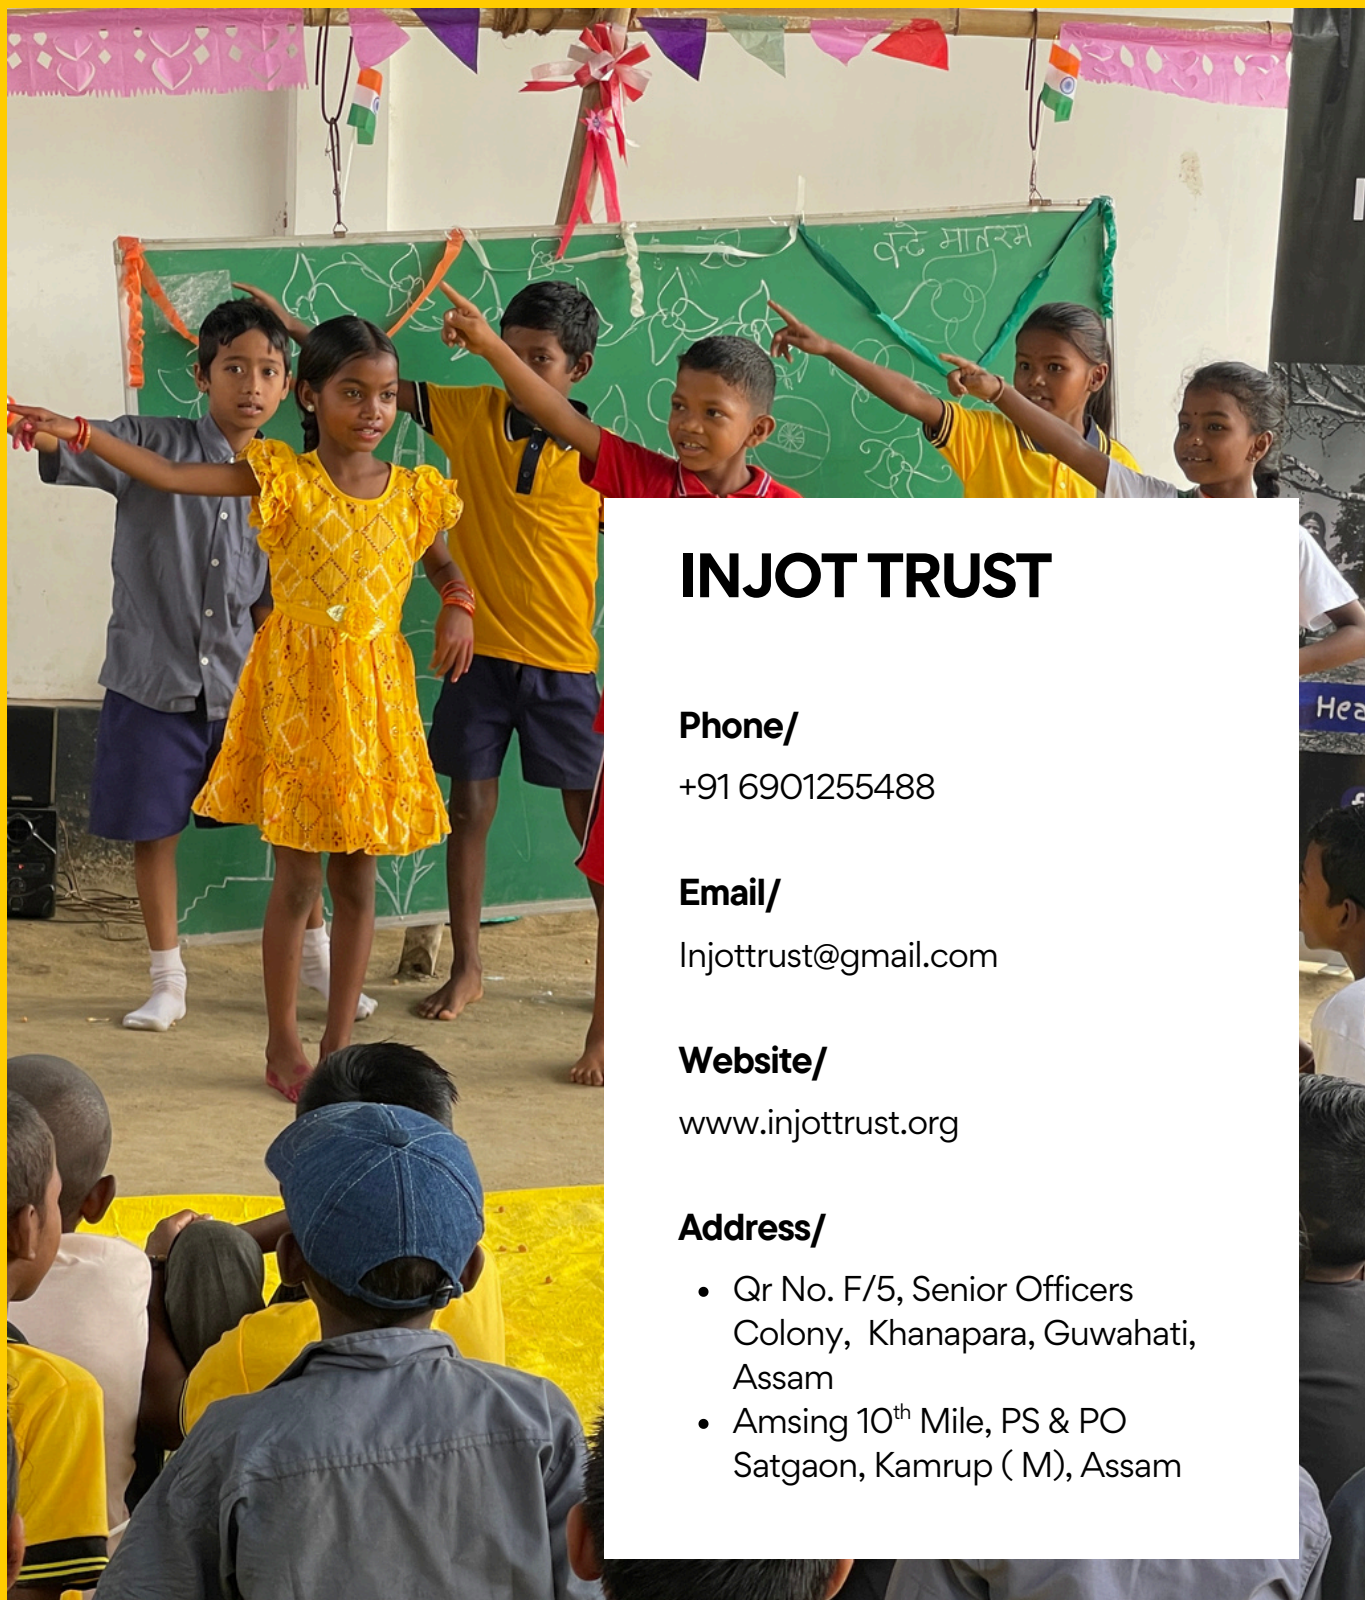 वन्दे मातरम
INJOT TRUST
Phone/
+91 6901255488
Email/
Injottrust@gmail.com
Website/
www.injottrust.org
Address/
• Qr No. F/5, Senior Officers
Colony, Khanapara, Guwahati,
Assam
• Amsing 10th Mile, PS & PO
Satgaon, Kamrup ( M), Assam